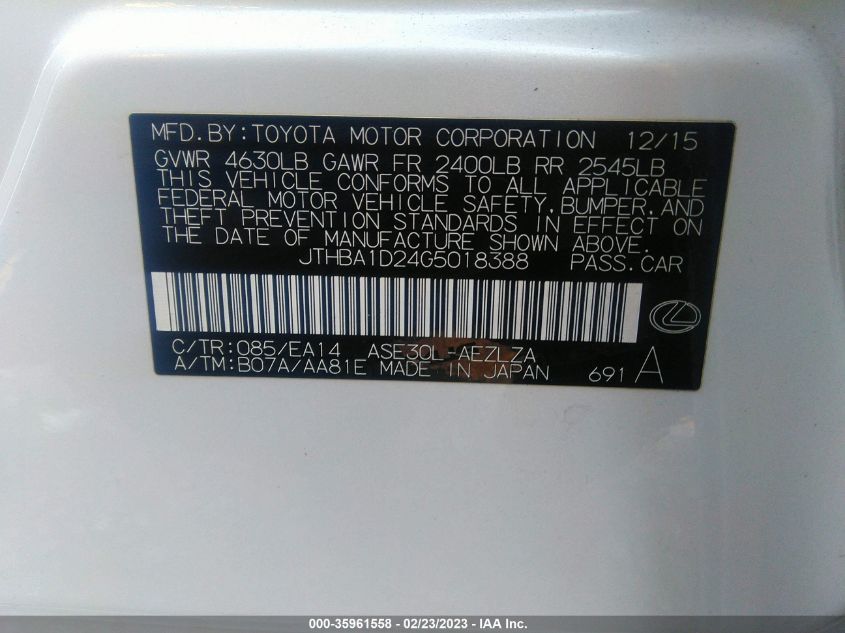 MFD.BY:TOYOTA MOTOR CORPORATION 12/15
GVWR 4630LB GAWR FR 2400LB RR 2545LB
THIS VEHICLE CONFORMS TO ALL APPLICABLE
FEDERAL MOTOR VEHICLE SAFETY,BUMPER,AND
THEFT PREVENTION STANDARDS IN EFFECT ON
THE DATE OF MANUFACTURE SHOWN ABOVE.
JTHBA1D24G5018388 PASS.CAR
C/TR:085/EA14 ASE30L-AEZLZA
A/TM:B07A/AA81E MADE IN JAPAN 691 A
000-35961558 — 02/23/2023 — IAA Inc.